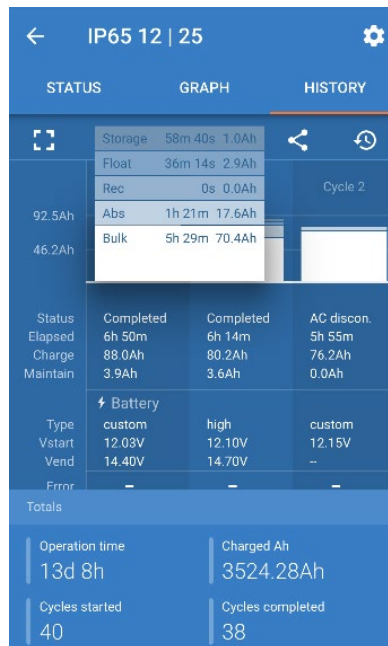 IP65 12 | 25
STATUS GRAPH HISTORY
Storage 58m 40s 1.0Ah
Float 36m 14s 2.9Ah
Rec 0s 0.0Ah
Abs 1h 21m 17.6Ah
Bulk 5h 29m 70.4Ah
Cycle 2
92.5Ah
46.2Ah
Status Completed Completed AC discon.
Elapsed 6h 50m 6h 14m 5h 55m
Charge 88.0Ah 80.2Ah 76.2Ah
Maintain 3.9Ah 3.6Ah 0.0Ah
Battery
Type custom high custom
Vstart 12.03V 12.10V 12.15V
Vend 14.40V 14.70V --
Error – – –
Totals
Operation time Charged Ah
13d 8h 3524.28Ah
Cycles started Cycles completed
40 38